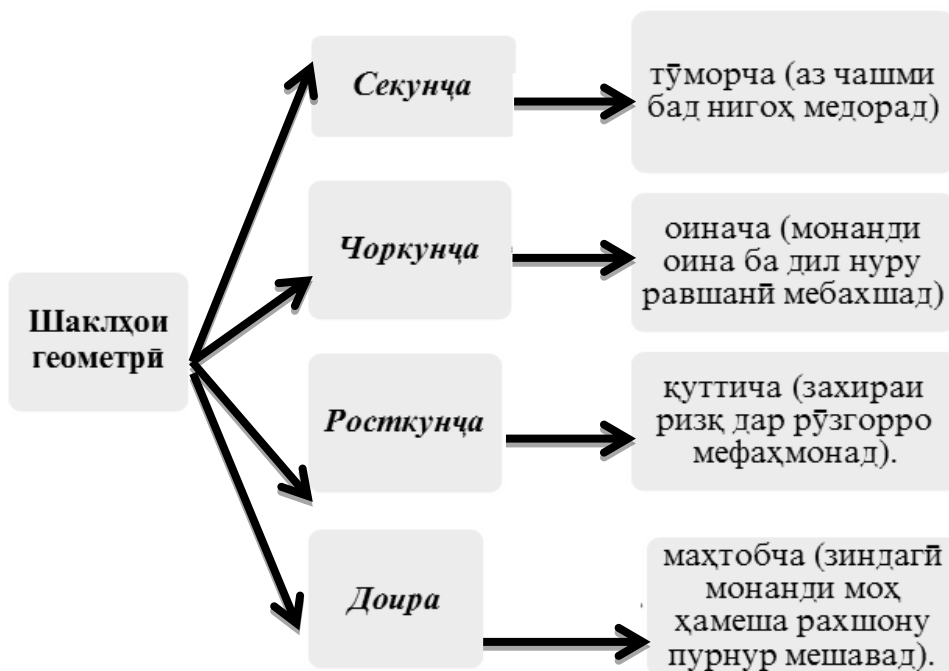 Шаклҳои
геометрӣ
Секунҷа
тӯморча (аз чашми
бад нигоҳ медорад)
Чоркунҷа
оинача (монанди
оина ба дил нуру
равшанӣ мебахшад)
Росткунҷа
қуттича (захираи
ризқ дар рӯзгорро
мефаҳмонад).
Доира
маҳтобча (зиндагӣ
монанди моҳ
ҳамеша рахшону
пурнур мешавад).